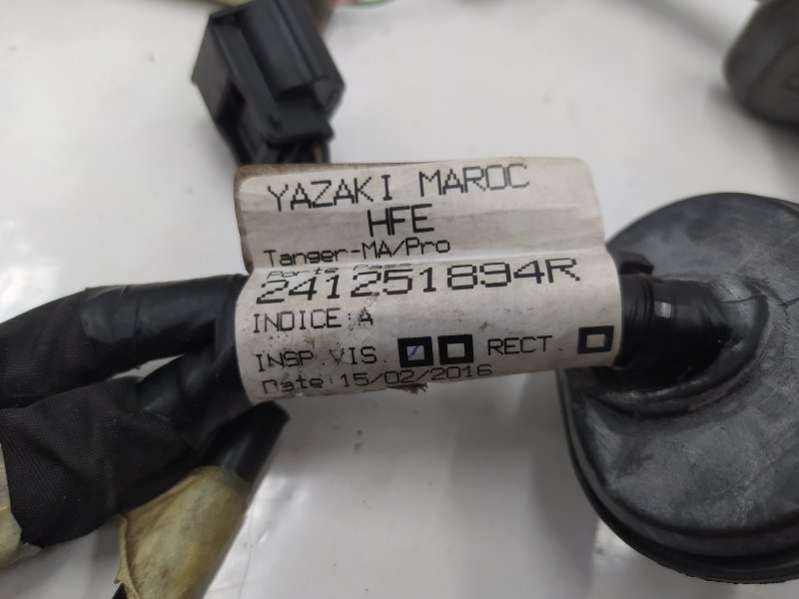 YAZAKI MAROC
HFE
Tanger-MA/Pro
241251894R
INDICE:A
INSP.VIS. RECT.
Date:15/02/2016